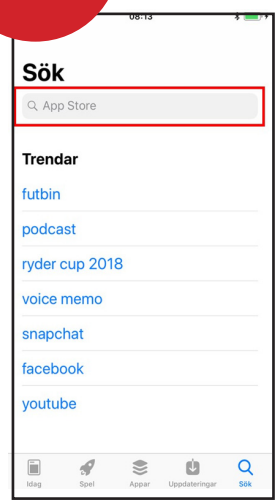 08:13
Sök
App Store
Trendar
futbin
podcast
ryder cup 2018
voice memo
snapchat
facebook
youtube
Idag Spel Appar Uppdateringar Sök